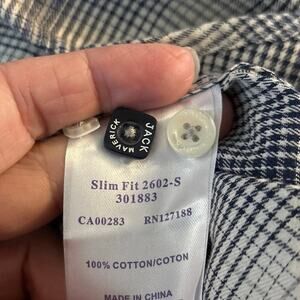 JACK
MAVERICK
Slim Fit 2602-S
301883
CA00283 RN127188
100% COTTON/COTON
MADE IN CHINA